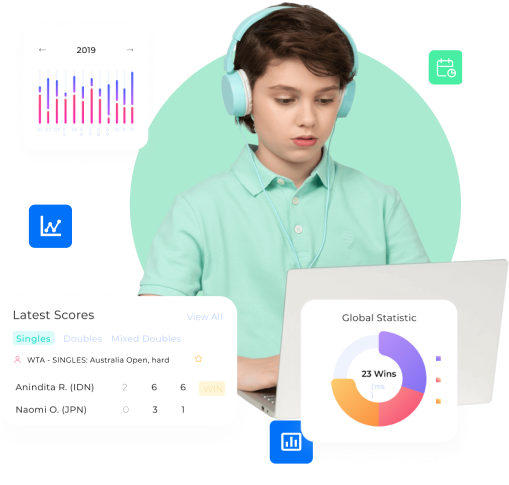 ← 2019 →
Latest Scores
View All
Singles Doubles Mixed Doubles
WTA - SINGLES: Australia Open, hard
Anindita R. (IDN) 2 6 6 WIN
Naomi O. (JPN) 0 3 1
Global Statistic
23 Wins